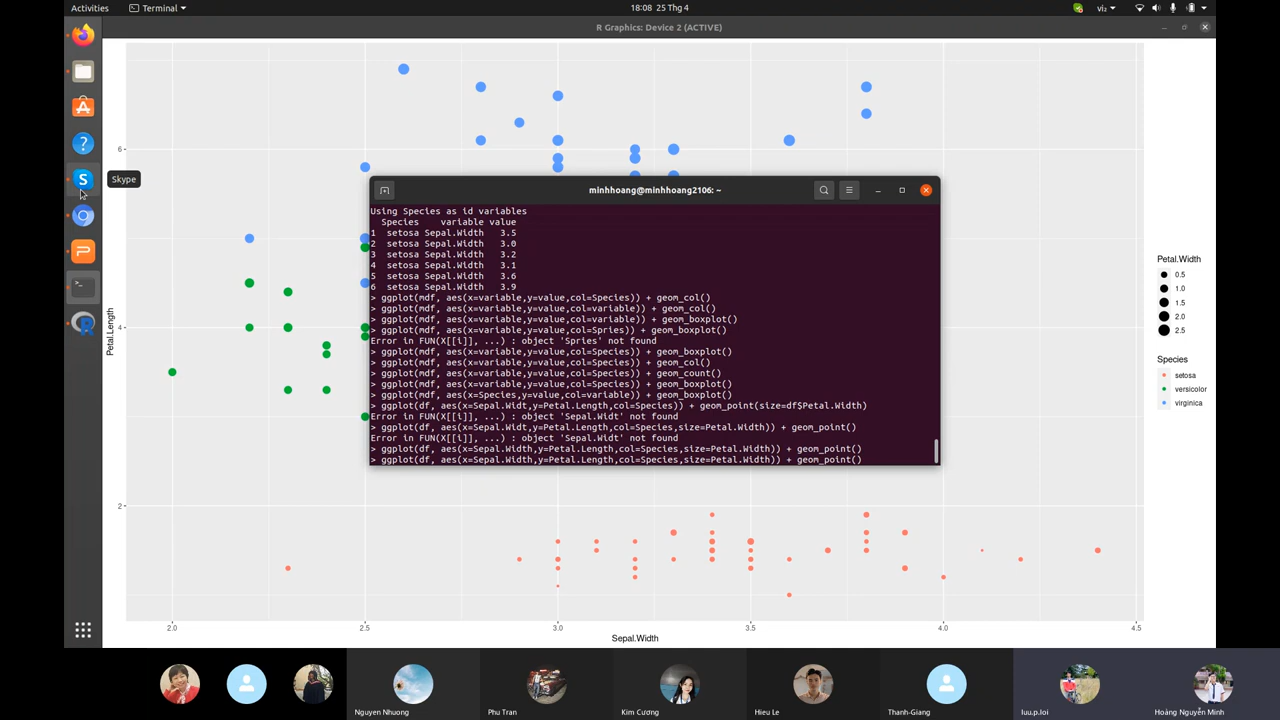 Activities
Terminal
18:08 25 Thg 4
vi₂
R Graphics: Device 2 (ACTIVE)
Skype
minhhoang@minhhoang2106: ~
Using Species as id variables
Species variable value
1 setosa Sepal.Width 3.5
2 setosa Sepal.Width 3.0
3 setosa Sepal.Width 3.2
4 setosa Sepal.Width 3.1
5 setosa Sepal.Width 3.6
6 setosa Sepal.Width 3.9
> ggplot(mdf, aes(x=variable,y=value,col=Species)) + geom_col()
> ggplot(mdf, aes(x=variable,y=value,col=variable)) + geom_col()
> ggplot(mdf, aes(x=variable,y=value,col=variable)) + geom_boxplot()
> ggplot(mdf, aes(x=variable,y=value,col=Spries)) + geom_boxplot()
Error in FUN(X[[i]], ...) : object 'Spries' not found
> ggplot(mdf, aes(x=variable,y=value,col=Species)) + geom_boxplot()
> ggplot(mdf, aes(x=variable,y=value,col=Species)) + geom_col()
> ggplot(mdf, aes(x=variable,y=value,col=Species)) + geom_count()
> ggplot(mdf, aes(x=variable,y=value,col=Species)) + geom_boxplot()
> ggplot(mdf, aes(x=Species,y=value,col=variable)) + geom_boxplot()
> ggplot(df, aes(x=Sepal.Widt,y=Petal.Length,col=Species)) + geom_point(size=df$Petal.Width)
Error in FUN(X[[i]], ...) : object 'Sepal.Widt' not found
> ggplot(df, aes(x=Sepal.Widt,y=Petal.Length,col=Species,size=Petal.Width)) + geom_point()
Error in FUN(X[[i]], ...) : object 'Sepal.Widt' not found
> ggplot(df, aes(x=Sepal.Width,y=Petal.Length,col=Species,size=Petal.Width)) + geom_point()
> ggplot(df, aes(x=Sepal.Width,y=Petal.Length,col=Species,size=Petal.Width)) + geom_point()
Petal.Length
6
4
2
2.0
2.5
3.0
3.5
4.0
4.5
Sepal.Width
Petal.Width
0.5
1.0
1.5
2.0
2.5
Species
setosa
versicolor
virginica
Nguyen Nhuong
Phu Tran
Kim Cương
Hieu Le
Thanh-Giang
luu.p.loi
Hoàng Nguyễn Minh